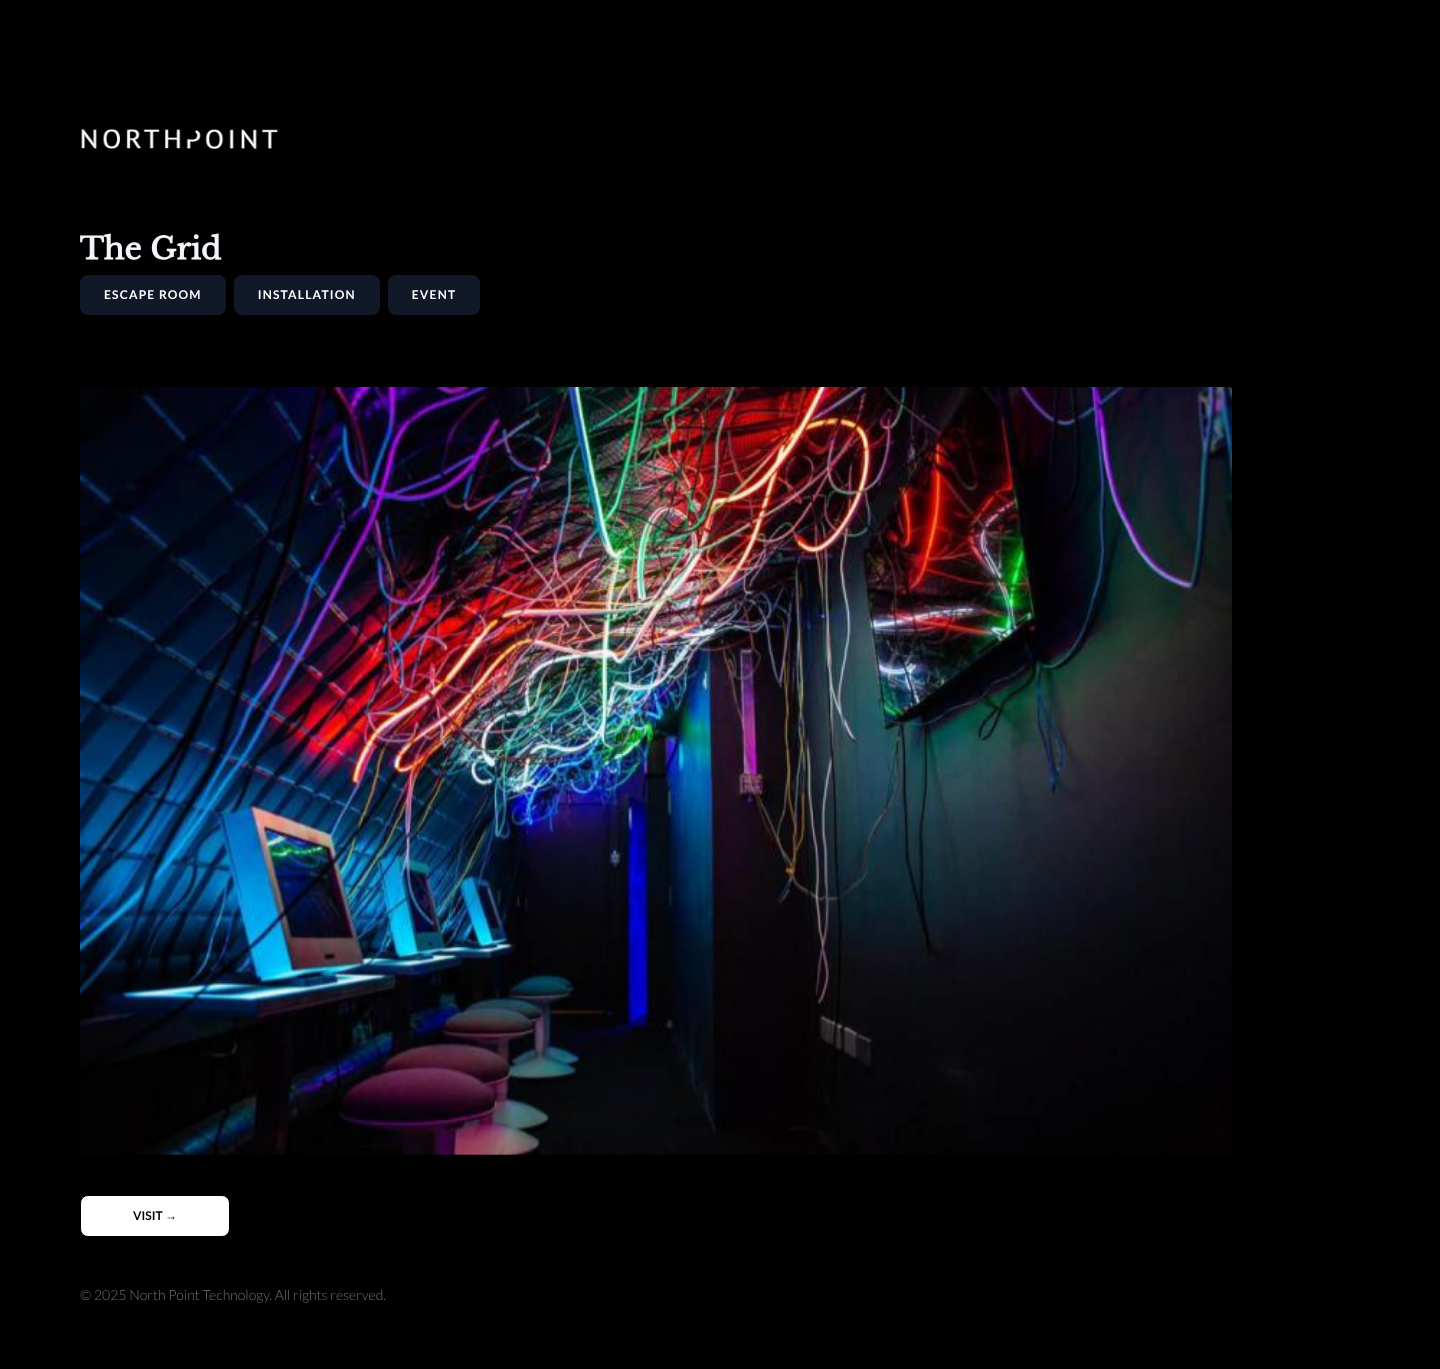 NORTHPOINT
The Grid
ESCAPE ROOM INSTALLATION EVENT
VISIT →
© 2025 North Point Technology. All rights reserved.